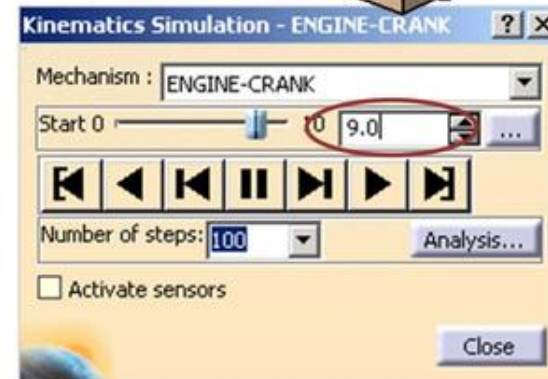 Kinematics Simulation - ENGINE-CRANK ? ×
Mechanism : ENGINE-CRANK
Start 0 10 9.0 ...
Number of steps: 100 Analysis...
Activate sensors
Close